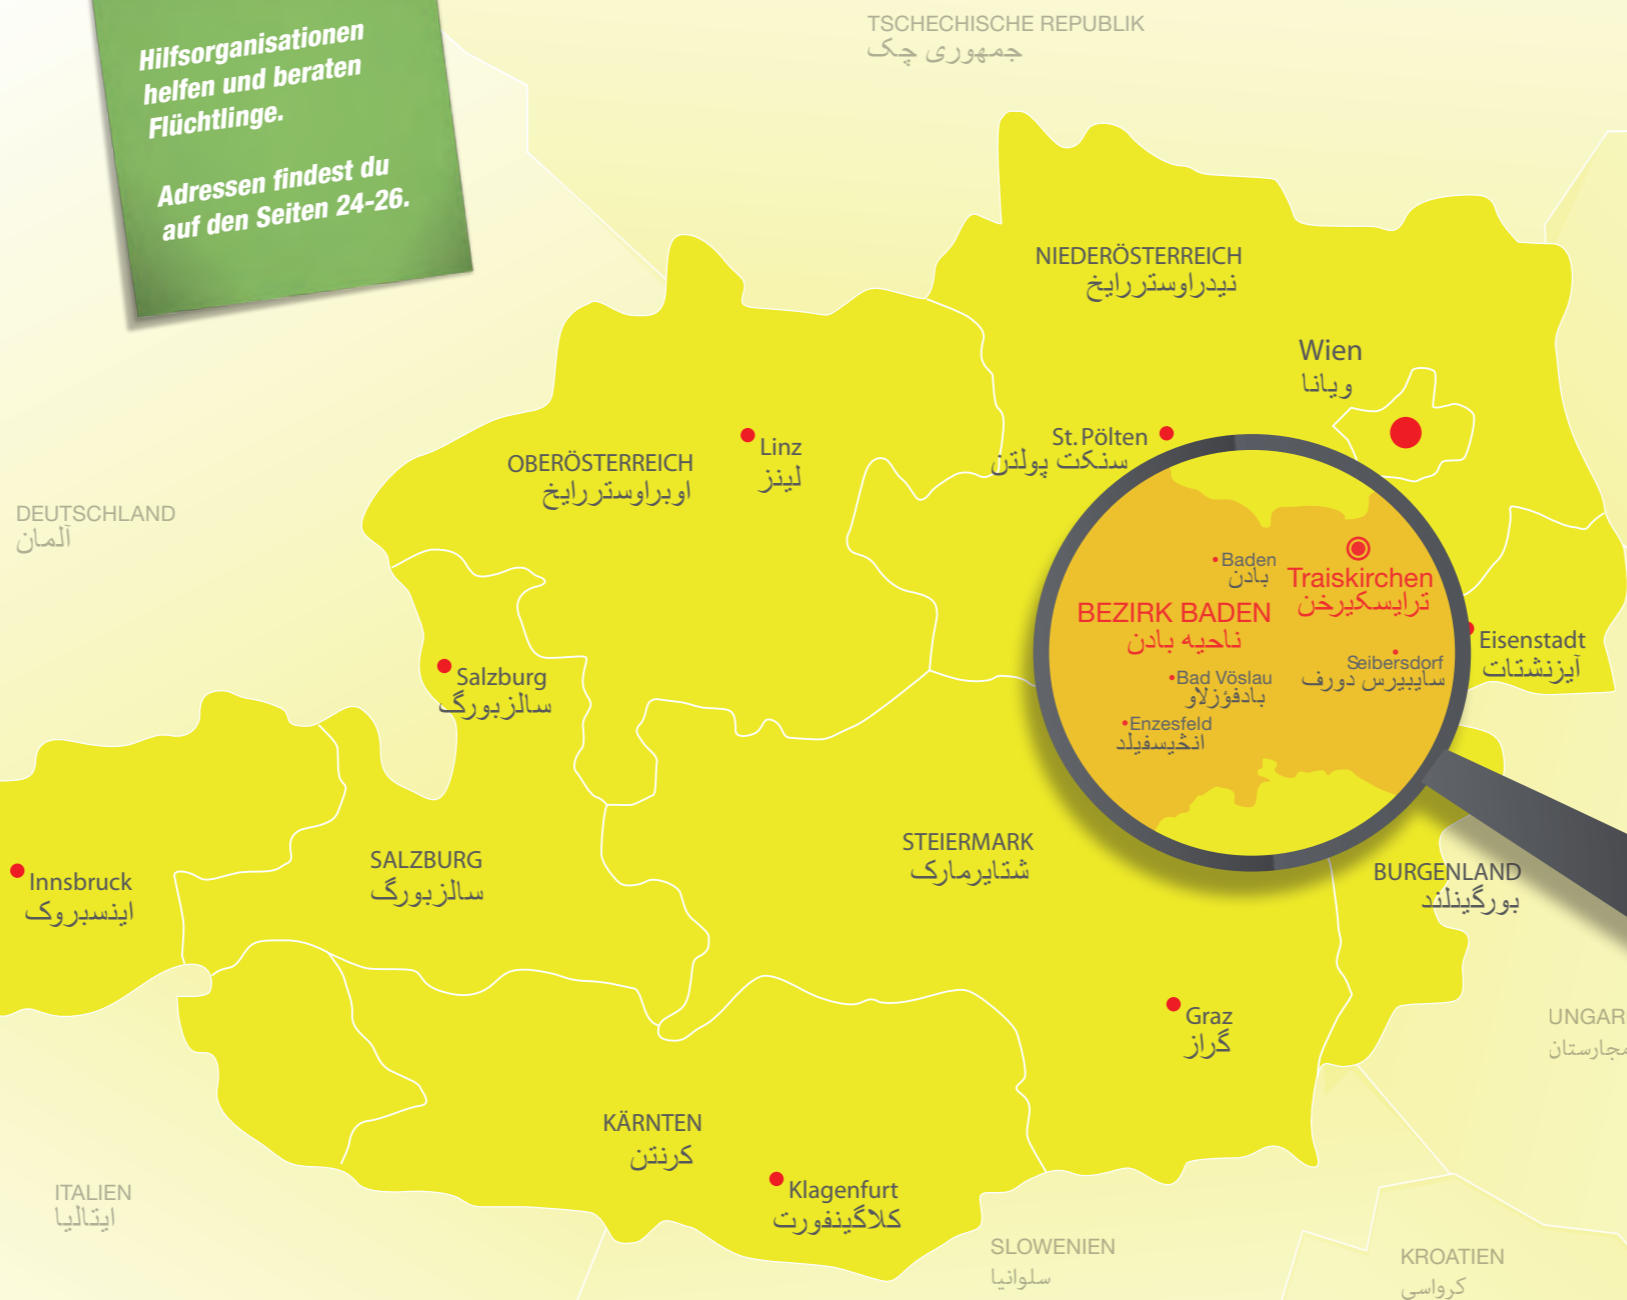 Hilfsorganisationen
helfen und beraten
Flüchtlinge.
Adressen findest du
auf den Seiten 24-26.
TSCHECHISCHE REPUBLIK
جمهوری چک
NIEDERÖSTERREICH
نیدراوستررایخ
Wien
ویانا
St. Pölten
سنکت پولتن
Linz
لینز
OBERÖSTERREICH
اوبراوستررایخ
DEUTSCHLAND
آلمان
Baden
بادن
Traiskirchen
ترایسکیرخن
BEZIRK BADEN
ناحیه بادن
Seibersdorf
سایبیرس دورف
Bad Vöslau
بادفؤزلاو
Enzesfeld
انڅیسفیلد
Eisenstadt
آیزنشتات
Salzburg
سالزبورگ
Innsbruck
اینسبروک
SALZBURG
سالزبورگ
STEIERMARK
شتایرمارک
BURGENLAND
بورگینلند
Graz
گراز
UNGAR
مجارستان
KÄRNTEN
کرنتن
Klagenfurt
کلاگینفورت
ITALIEN
ایتالیا
SLOWENIEN
سلوانیا
KROATIEN
کرواسی